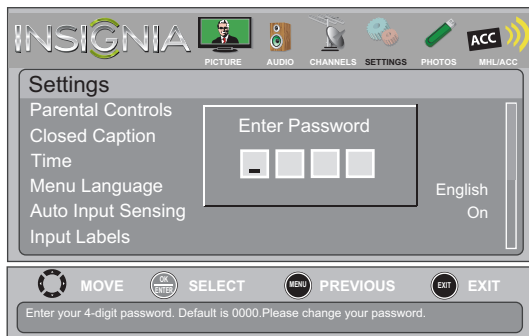 INSIGNIA
PICTURE AUDIO CHANNELS SETTINGS PHOTOS MHL/ACC
ACC
Settings
Parental Controls
Closed Caption
Time
Menu Language English
Auto Input Sensing On
Input Labels
Enter Password
MOVE OK ENTER SELECT MENU PREVIOUS EXIT EXIT
Enter your 4-digit password. Default is 0000.Please change your password.